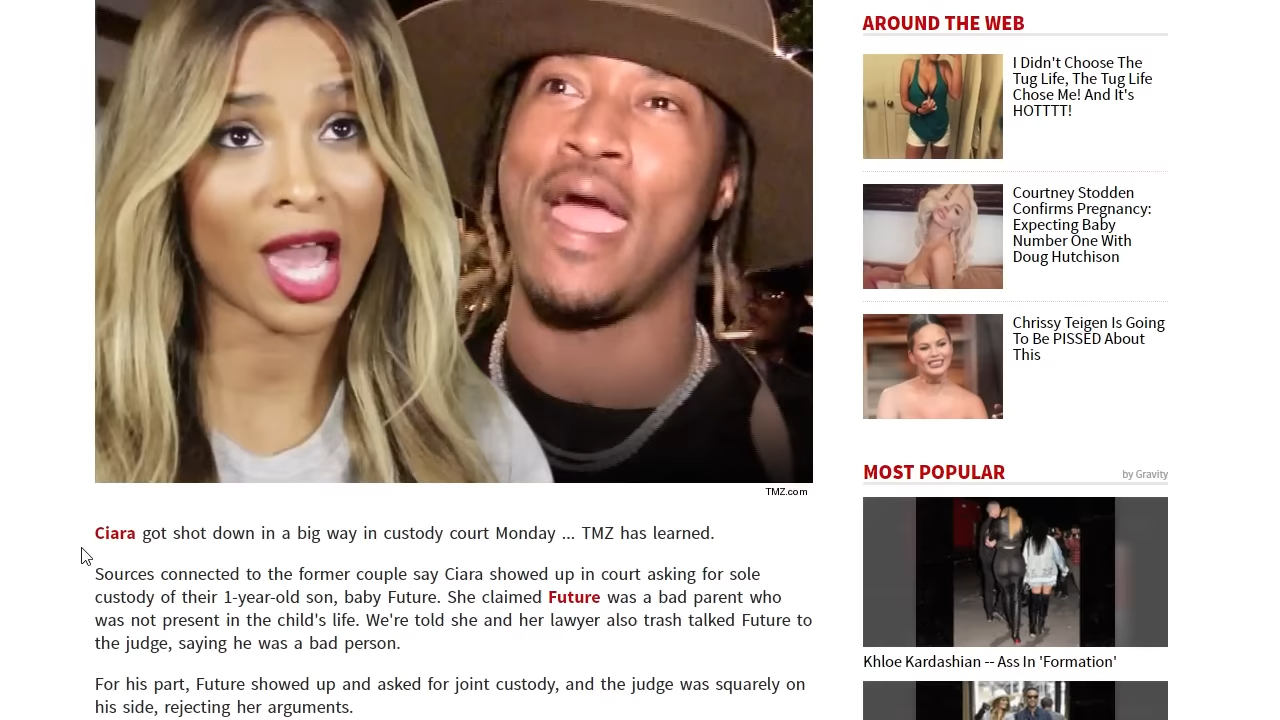 AROUND THE WEB
I Didn't Choose The
Tug Life, The Tug Life
Chose Me! And It's
HOTTTT!
Courtney Stodden
Confirms Pregnancy:
Expecting Baby
Number One With
Doug Hutchison
Chrissy Teigen Is Going
To Be PISSED About
This
MOST POPULAR
by Gravity
Khloe Kardashian -- Ass In 'Formation'
TMZ.com
Ciara got shot down in a big way in custody court Monday ... TMZ has learned.
Sources connected to the former couple say Ciara showed up in court asking for sole
custody of their 1-year-old son, baby Future. She claimed Future was a bad parent who
was not present in the child's life. We're told she and her lawyer also trash talked Future to
the judge, saying he was a bad person.
For his part, Future showed up and asked for joint custody, and the judge was squarely on
his side, rejecting her arguments.